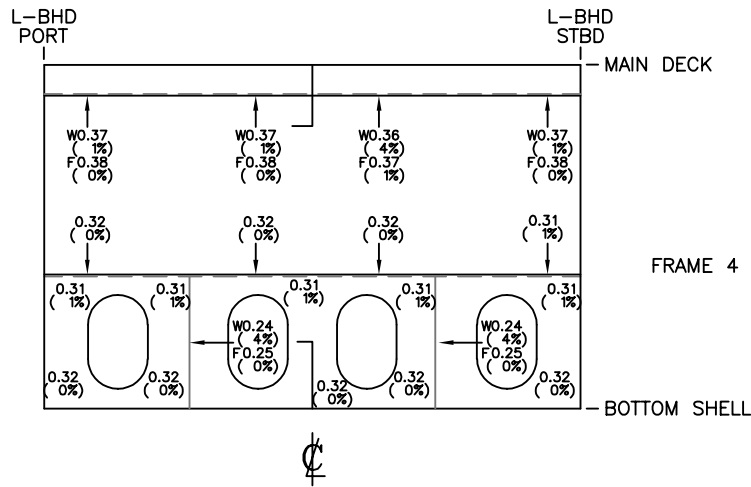 L-BHD PORT
L-BHD STBD
MAIN DECK
W0.37 ( 1%) F0.38 ( 0%)
W0.37 ( 1%) F0.38 ( 0%)
W0.36 ( 4%) F0.37 ( 1%)
W0.37 ( 1%) F0.38 ( 0%)
0.32 ( 0%)
0.32 ( 0%)
0.32 ( 0%)
0.31 ( 1%)
FRAME 4
0.31 ( 1%)
0.31 ( 1%)
0.31 ( 1%)
0.31 ( 1%)
0.31 ( 1%)
W0.24 ( 4%) F0.25 ( 0%)
W0.24 ( 4%) F0.25 ( 0%)
0.32 ( 0%)
0.32 ( 0%)
0.32 ( 0%)
0.32 ( 0%)
0.32 ( 0%)
BOTTOM SHELL
℄